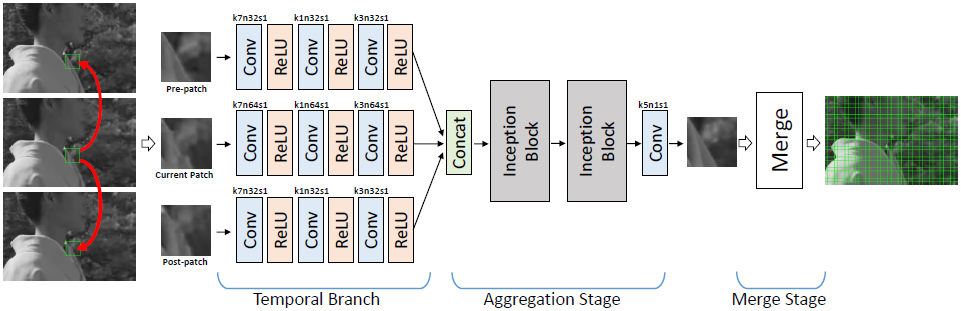 k7n32s1 k1n32s1 k3n32s1
Conv ReLU Conv ReLU Conv ReLU
Pre-patch
k7n64s1 k1n64s1 k3n64s1
Conv ReLU Conv ReLU Conv ReLU
Current Patch
k7n32s1 k1n32s1 k3n32s1
Conv ReLU Conv ReLU Conv ReLU
Post-patch
Concat
Inception
Block
Inception
Block
k5n1s1
Conv
Merge
Temporal Branch
Aggregation Stage
Merge Stage